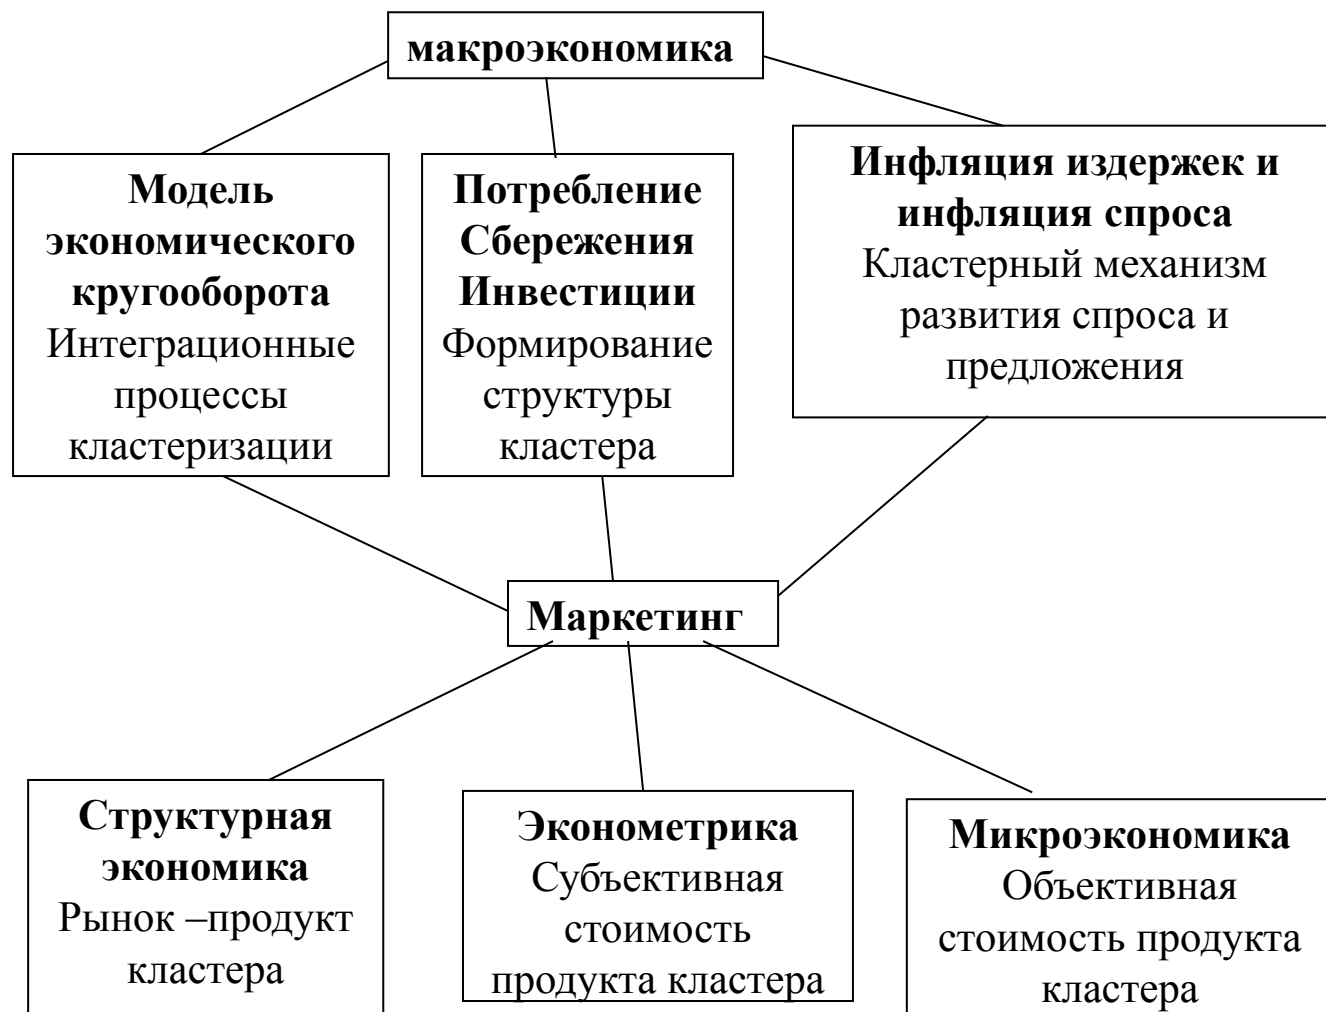 макроэкономика
Модель
экономического
кругооборота
Интеграционные
процессы
кластеризации
Потребление
Сбережения
Инвестиции
Формирование
структуры
кластера
Инфляция издержек и
инфляция спроса
Кластерный механизм
развития спроса и
предложения
Маркетинг
Структурная
экономика
Рынок –продукт
кластера
Эконометрика
Субъективная
стоимость
продукта кластера
Микроэкономика
Объективная
стоимость продукта
кластера